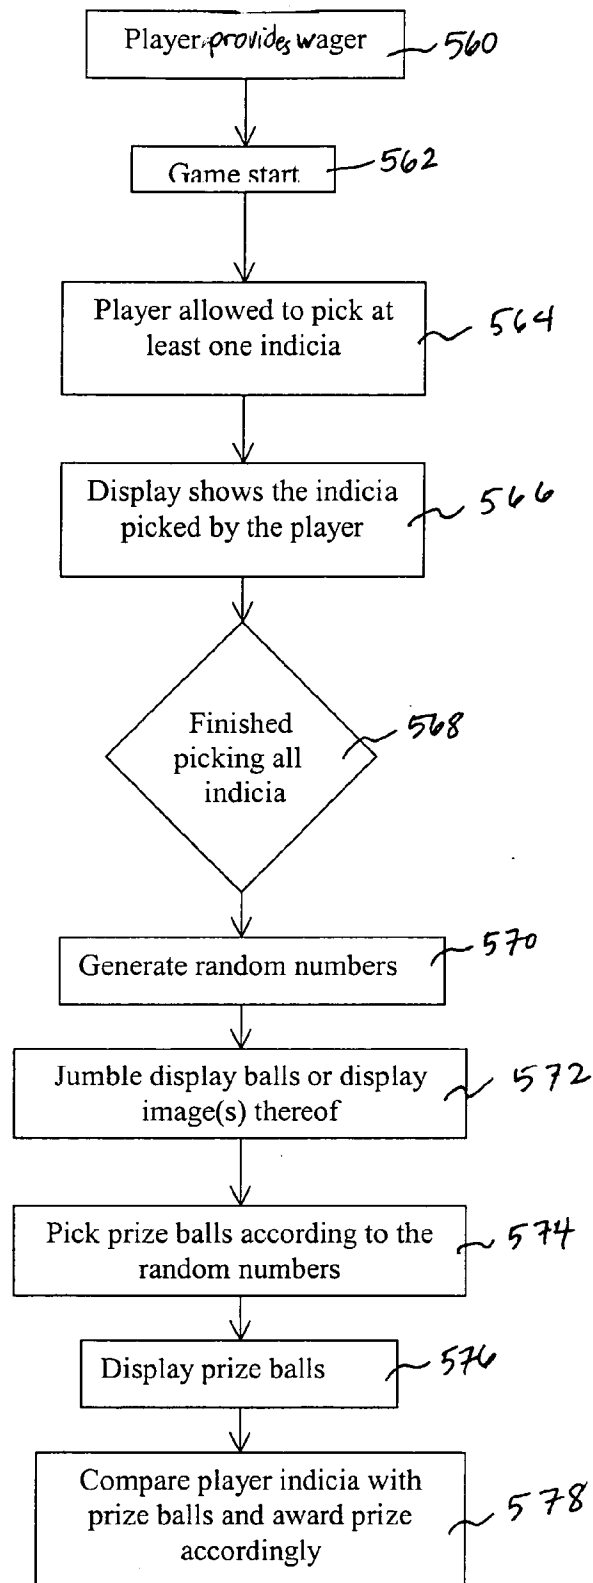 Player provides wager 560
Game start 562
Player allowed to pick at 564
least one indicia
Display shows the indicia 566
picked by the player
Finished 568
picking all
indicia
Generate random numbers 570
Jumble display balls or display 572
image(s) thereof
Pick prize balls according to the 574
random numbers
Display prize balls 576
Compare player indicia with 578
prize balls and award prize
accordingly